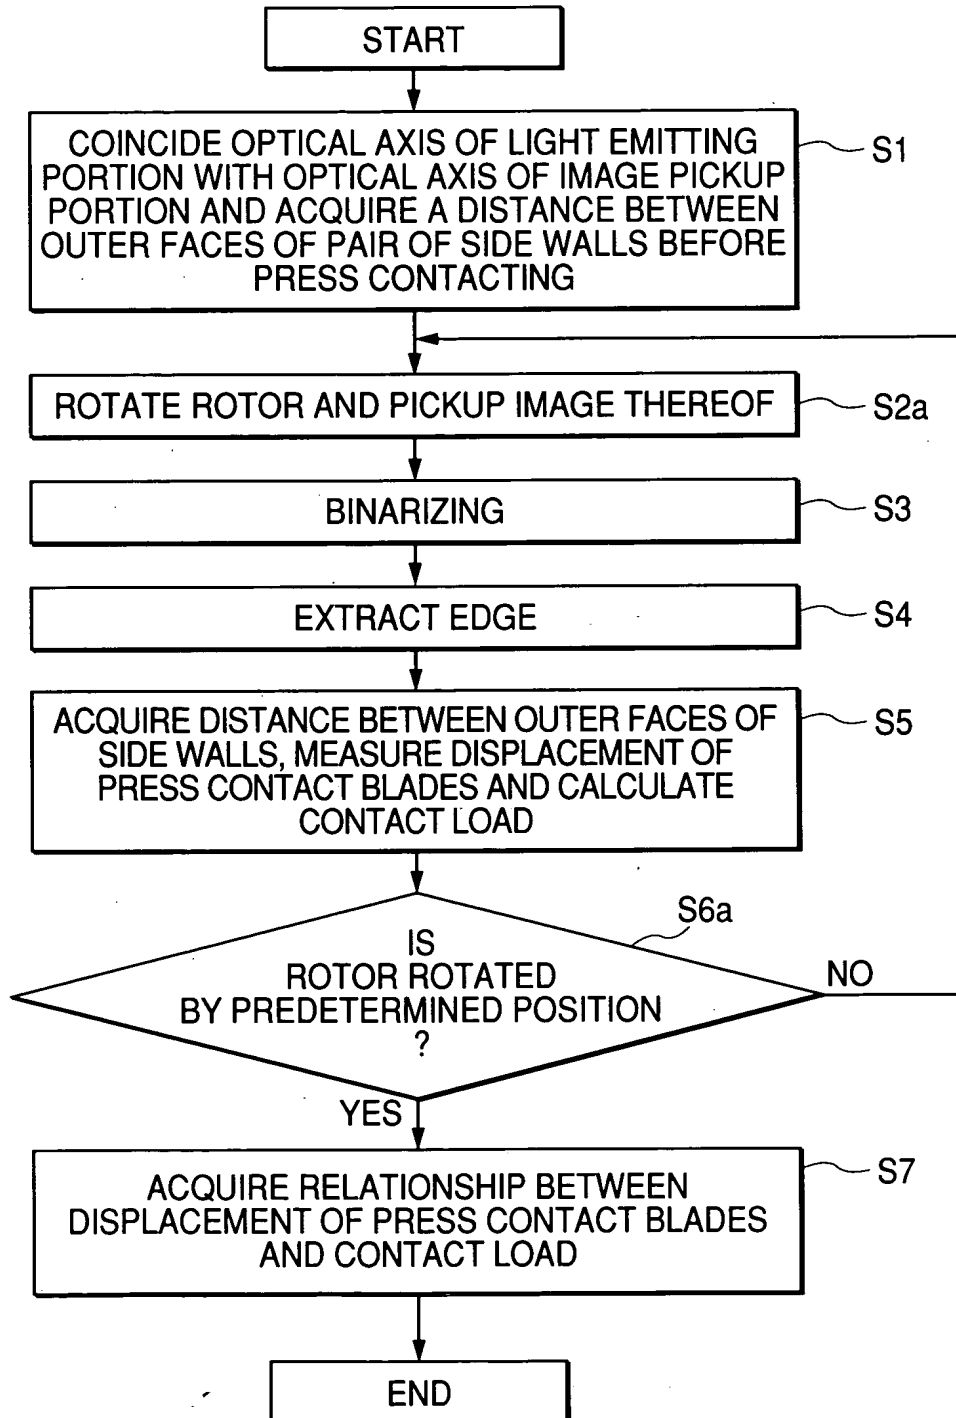 START
COINCIDE OPTICAL AXIS OF LIGHT EMITTING
PORTION WITH OPTICAL AXIS OF IMAGE PICKUP
PORTION AND ACQUIRE A DISTANCE BETWEEN
OUTER FACES OF PAIR OF SIDE WALLS BEFORE
PRESS CONTACTING
S1
ROTATE ROTOR AND PICKUP IMAGE THEREOF
S2a
BINARIZING
S3
EXTRACT EDGE
S4
ACQUIRE DISTANCE BETWEEN OUTER FACES OF
SIDE WALLS, MEASURE DISPLACEMENT OF
PRESS CONTACT BLADES AND CALCULATE
CONTACT LOAD
S5
IS
ROTOR ROTATED
BY PREDETERMINED POSITION
?
S6a
NO
YES
ACQUIRE RELATIONSHIP BETWEEN
DISPLACEMENT OF PRESS CONTACT BLADES
AND CONTACT LOAD
S7
END